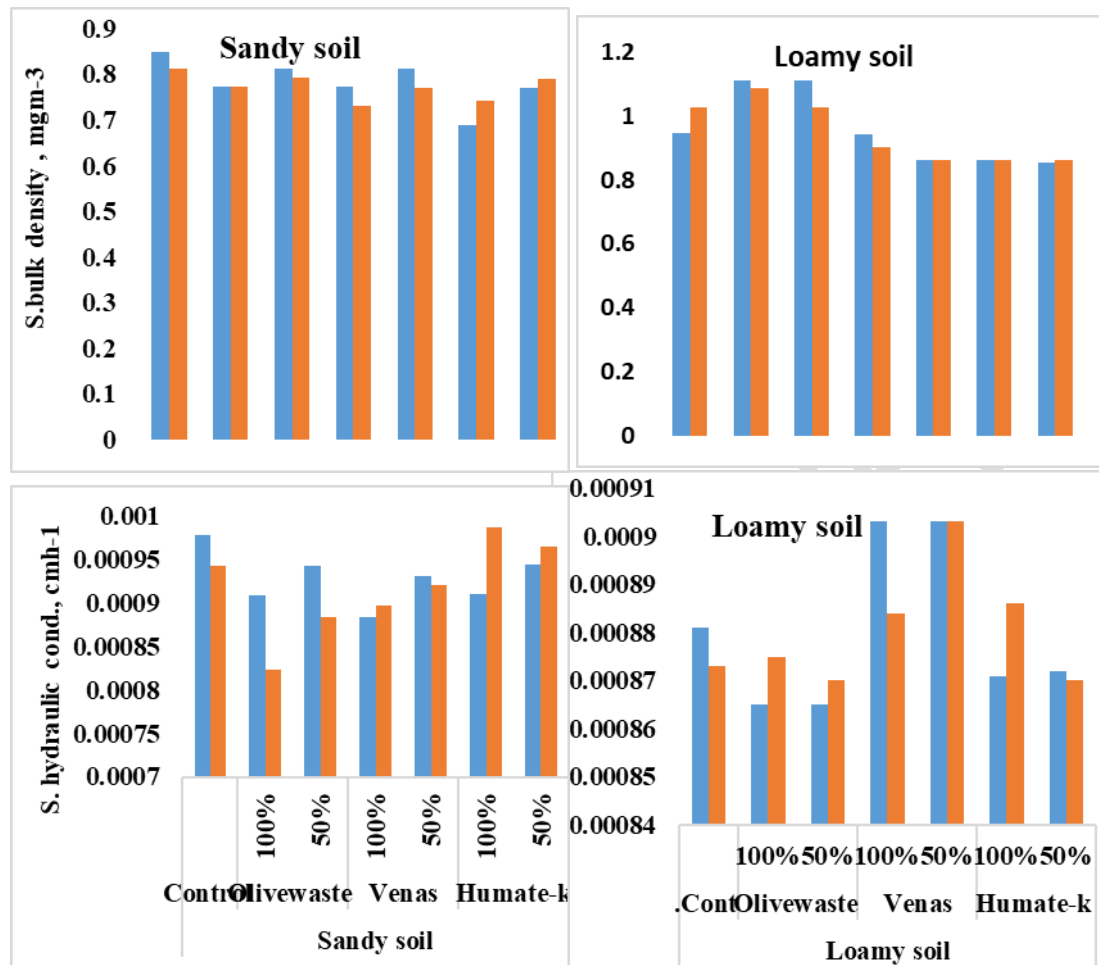 Sandy soil
S.bulk density , mgm-3
0.9
0.8
0.7
0.6
0.5
0.4
0.3
0.2
0.1
0
Loamy soil
1.2
1
0.8
0.6
0.4
0.2
0
S. hydraulic cond., cmh-1
0.001
0.00095
0.0009
0.00085
0.0008
0.00075
0.0007
100% 50% 100% 50% 100% 50%
Control Olivewaste Venas Humate-k
Sandy soil
Loamy soil
0.00091
0.0009
0.00089
0.00088
0.00087
0.00086
0.00085
0.00084
100% 50% 100% 50% 100% 50%
.Cont Olivewaste Venas Humate-k
Loamy soil